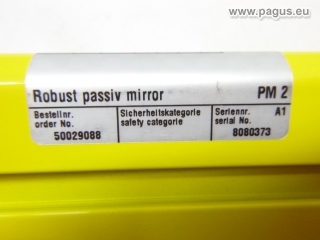 www.pagus.eu
Robust passiv mirror PM 2
Bestellnr. Sicherheitskategorie Seriennr. A1
order No. safety categorie serial No.
50029088 8080373